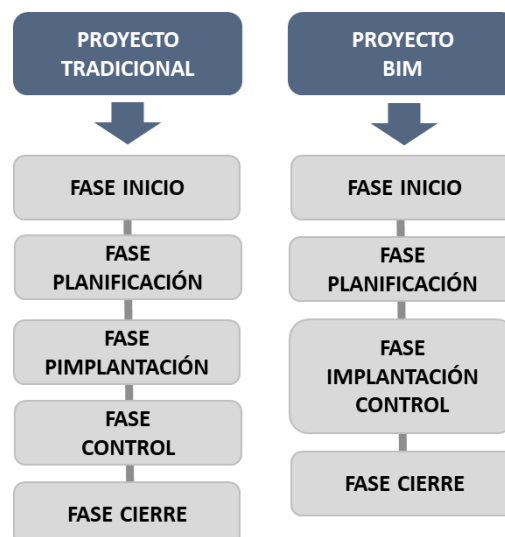 PROYECTO
TRADICIONAL
FASE INICIO
FASE
PLANIFICACIÓN
FASE
PIMPLANTACIÓN
FASE
CONTROL
FASE CIERRE
PROYECTO
BIM
FASE INICIO
FASE
PLANIFICACIÓN
FASE
IMPLANTACIÓN
CONTROL
FASE CIERRE